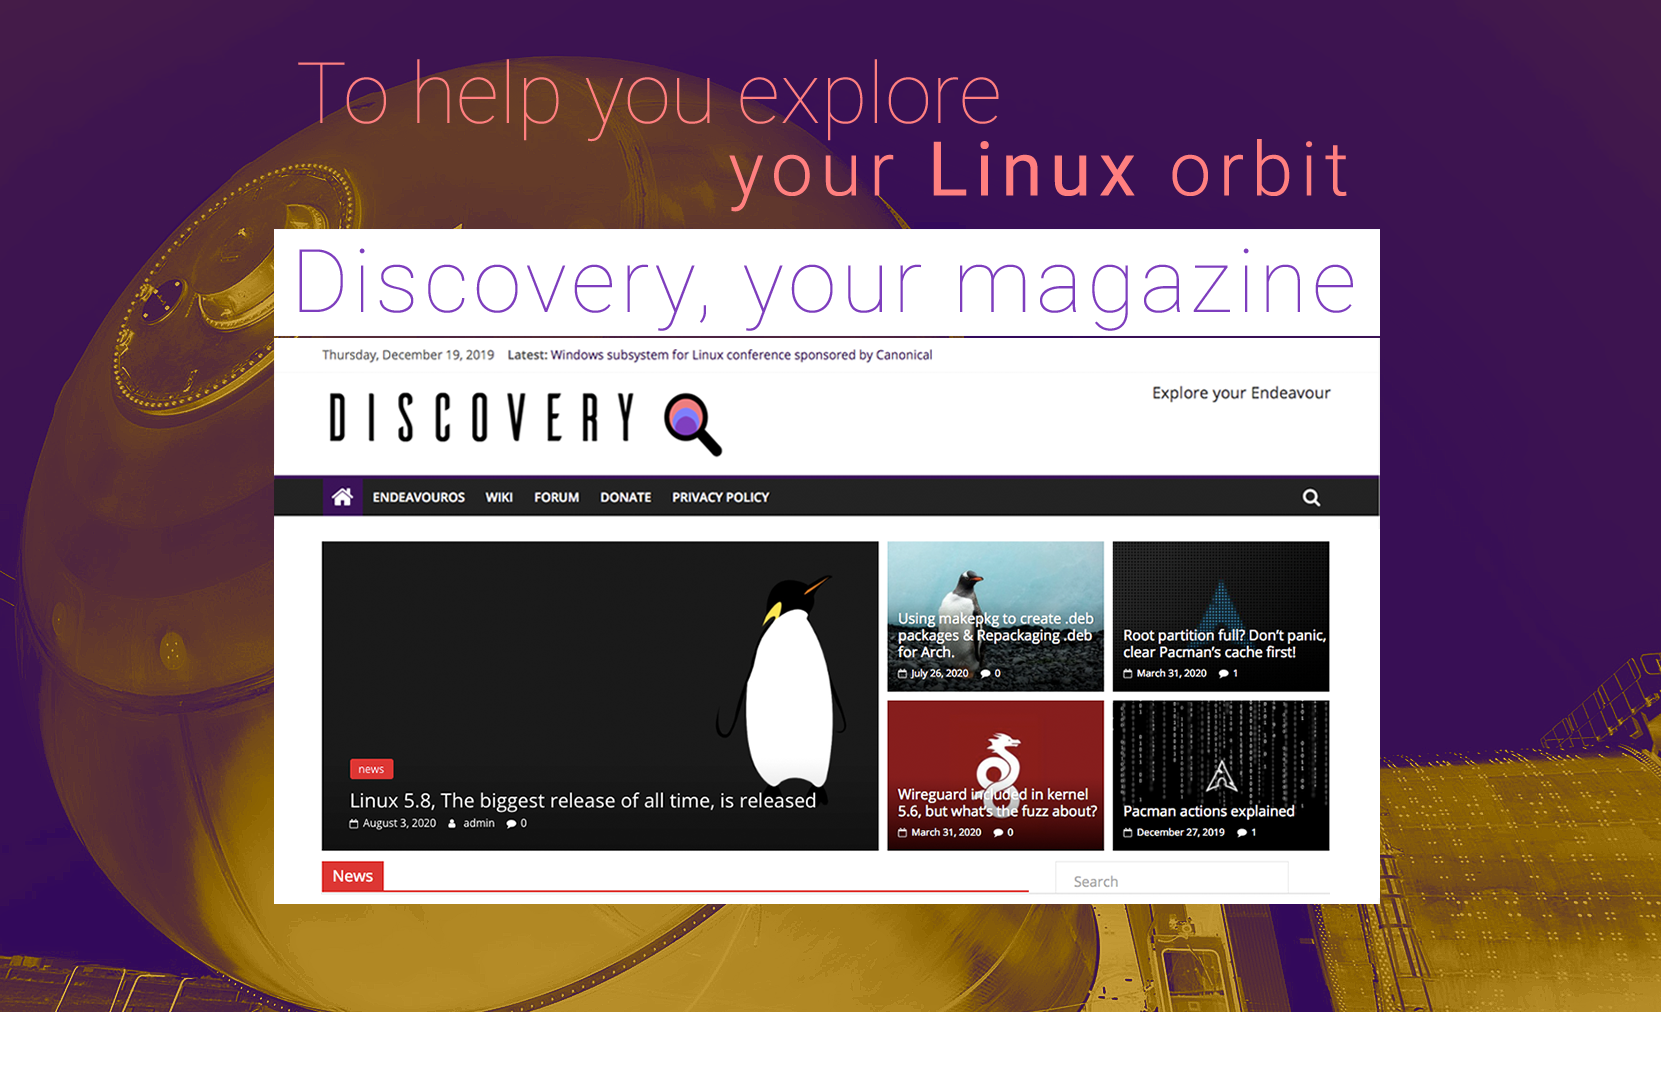 To help you explore
your Linux orbit
Discovery, your magazine
Thursday, December 19, 2019 Latest: Windows subsystem for Linux conference sponsored by Canonical
DISCOVERY
Explore your Endeavour
ENDEAVOUROS WIKI FORUM DONATE PRIVACY POLICY
news
Linux 5.8, The biggest release of all time, is released
August 3, 2020 admin 0
Using makepkg to create .deb
packages & Repackaging .deb
for Arch.
July 26, 2020 0
Root partition full? Don't panic,
clear Pacman's cache first!
March 31, 2020 1
Wireguard included in kernel
5.6, but what's the fuzz about?
March 31, 2020 0
Pacman actions explained
December 27, 2019 1
News
Search